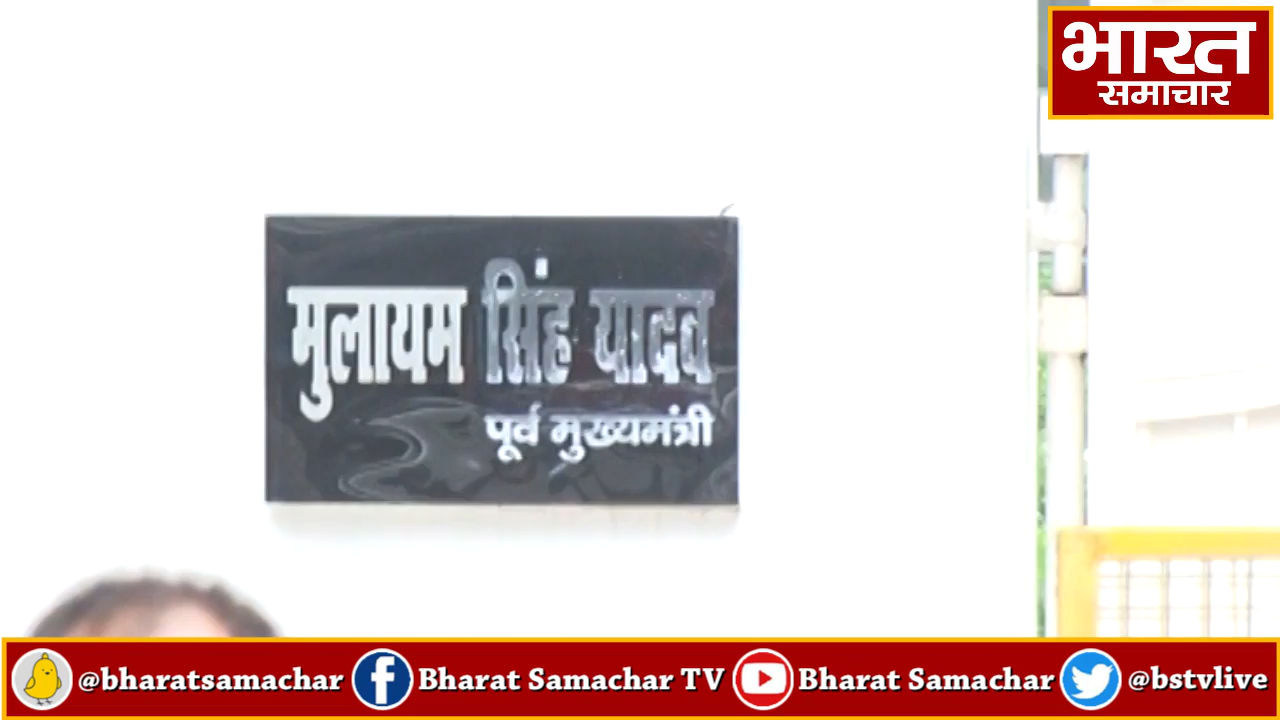 भारत
समाचार
मुलायम सिंह यादव
पूर्व मुख्यमंत्री
@bharatsamachar Bharat Samachar TV Bharat Samachar @bstvlive